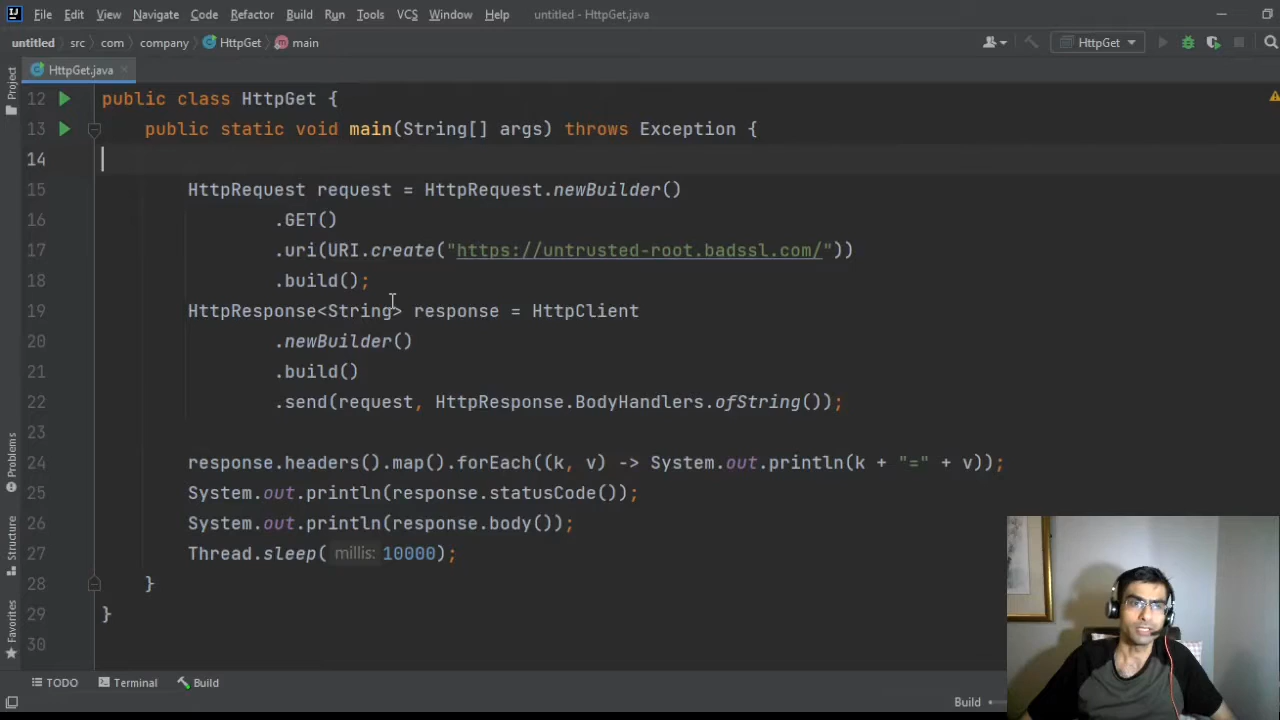 File Edit View Navigate Code Refactor Build Run Tools VCS Window Help untitled - HttpGet.java
untitled src com company HttpGet main HttpGet
HttpGet.java
Project
12 public class HttpGet {
13 public static void main(String[] args) throws Exception {
14
15 HttpRequest request = HttpRequest.newBuilder()
16 .GET()
17 .uri(URI.create("https://untrusted-root.badssl.com/"))
18 .build();
19 HttpResponse<String> response = HttpClient
20 .newBuilder()
21 .build()
22 .send(request, HttpResponse.BodyHandlers.ofString());
23
24 response.headers().map().forEach((k, v) -> System.out.println(k + "=" + v));
25 System.out.println(response.statusCode());
26 System.out.println(response.body());
27 Thread.sleep( millis: 10000);
28 }
29 }
30
Problems
Structure
Favorites
TODO Terminal Build
Build